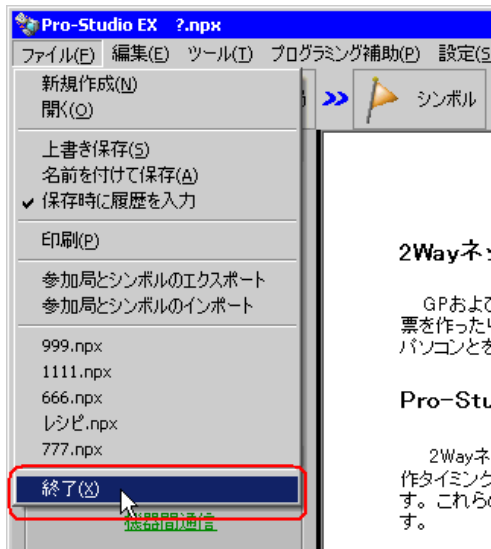 Pro-Studio EX ?.npx
ファイル(F) 編集(E) ツール(T) プログラミング補助(P) 設定(S
新規作成(N)
開く(O)
シンボル
上書き保存(S)
名前を付けて保存(A)
保存時に履歴を入力
印刷(P)
参加局とシンボルのエクスポート
参加局とシンボルのインポート
999.npx
1111.npx
666.npx
レシピ.npx
777.npx
終了(X)
機器間通信
2Wayネッ
GPおよび
票を作ったり
パソコンとを
Pro-Stu
2Wayネ
作タイミング
す。これらの
す。